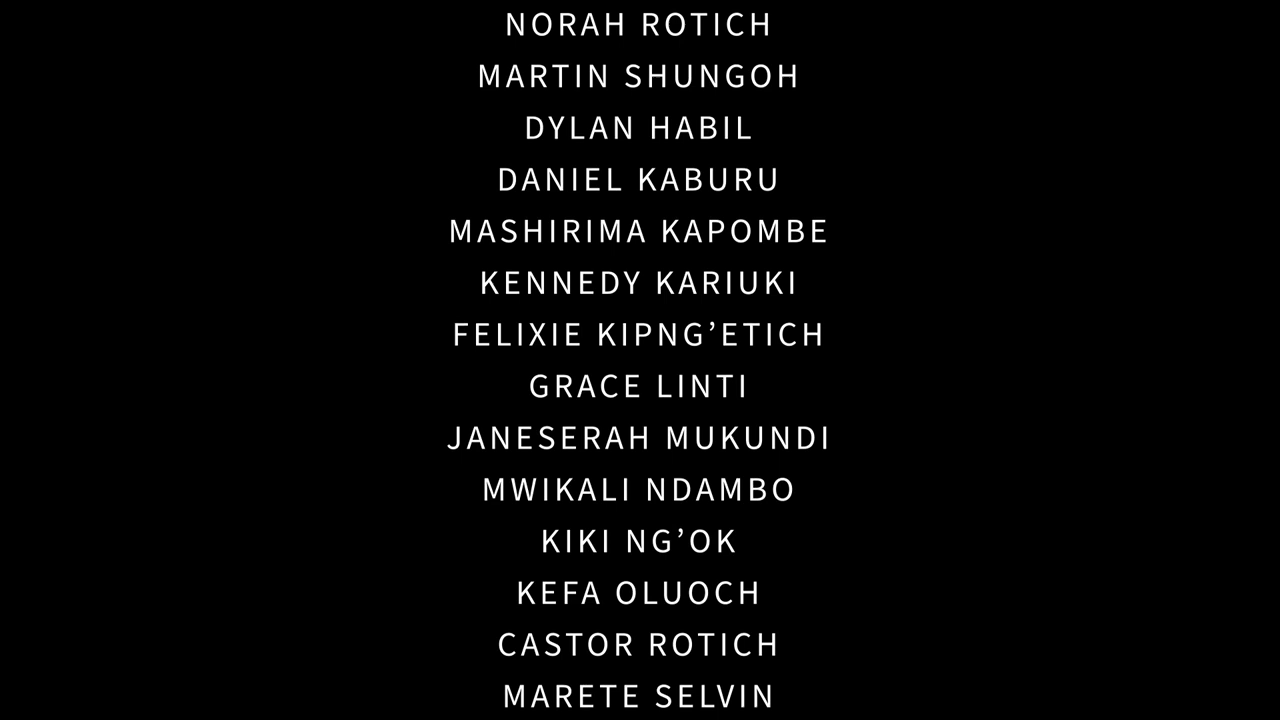 NORAH ROTICH
MARTIN SHUNGOH
DYLAN HABIL
DANIEL KABURU
MASHIRIMA KAPOMBE
KENNEDY KARIUKI
FELIXIE KIPNG’ETICH
GRACE LINTI
JANESERAH MUKUNDI
MWIKALI NDAMBO
KIKI NG’OK
KEFA OLUOCH
CASTOR ROTICH
MARETE SELVIN